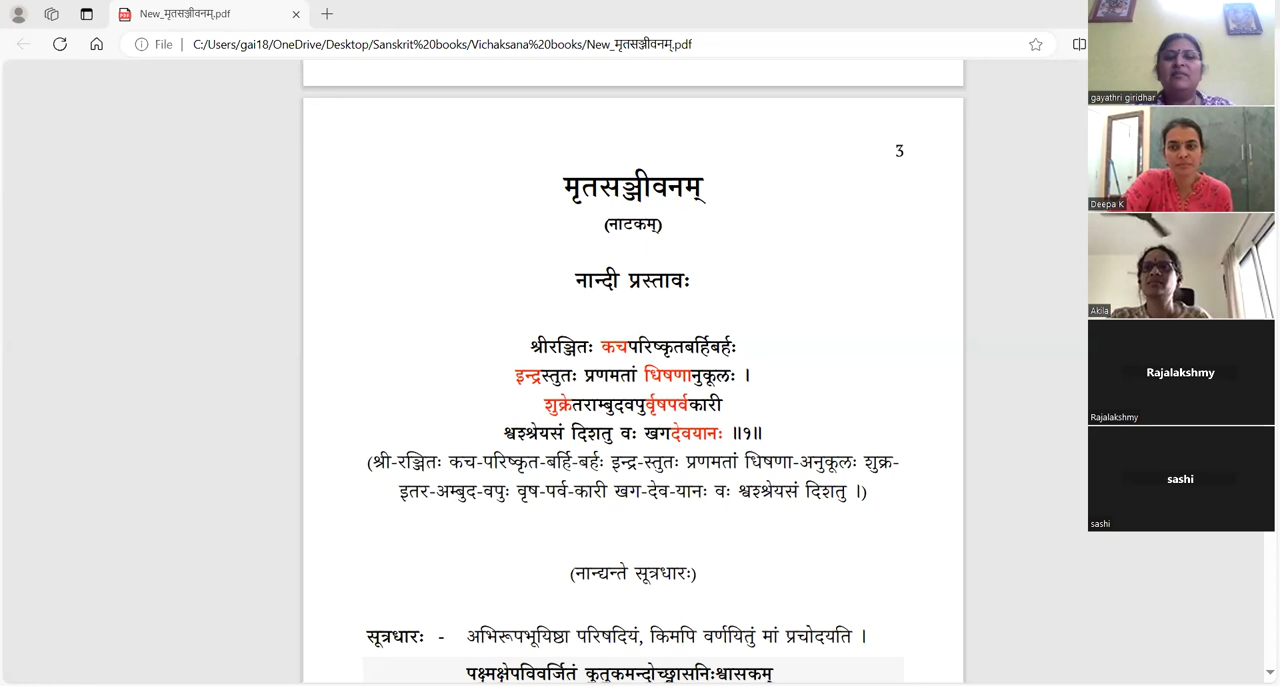 New_मृतसञ्जीवनम्.pdf
File
C:/Users/gai18/OneDrive/Desktop/Sanskrit%20books/Vichaksana%20books/New_मृतसञ्जीवनम्.pdf
3
मृतसञ्जीवनम्
(नाटकम्)
नान्दी प्रस्तावः
श्रीरञ्जितः कचपरिष्कृतबर्हिबर्हः
इन्द्रस्तुतः प्रणमतां धिषणानुकूलः ।
शुक्रेतराम्बुदवपुर्वृषपर्वकारी
श्वश्श्रेयसं दिशतु वः खगदेवयानः ॥१॥
(श्री-रञ्जितः कच-परिष्कृत-बर्हि-बर्हः इन्द्र-स्तुतः प्रणमतां धिषणा-अनुकूलः शुक्र-
इतर-अम्बुद-वपुः वृष-पर्व-कारी खग-देव-यानः वः श्वश्श्रेयसं दिशतु ।)
(नान्द्यन्ते सूत्रधारः)
सूत्रधारः - अभिरूपभूयिष्ठा परिषदियं, किमपि वर्णयितुं मां प्रचोदयति ।
पक्ष्मक्षेपविवर्जितं कुतुकमन्दोच्छ्वासनिःश्वासकम्
gayathri giridhar
Deepa K
Akila
Rajalakshmy
Rajalakshmy
sashi
sashi